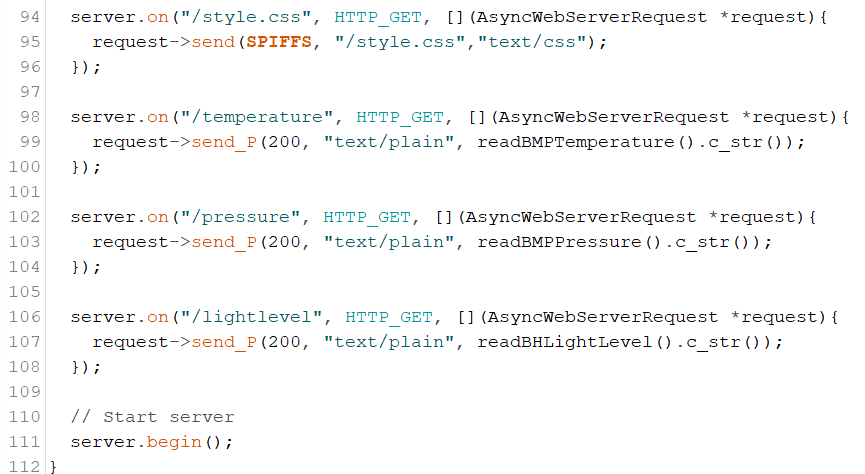 94 server.on("/style.css", HTTP_GET, [](AsyncWebServerRequest *request){
95 request->send(SPIFFS, "/style.css","text/css");
96 });
97
98 server.on("/temperature", HTTP_GET, [](AsyncWebServerRequest *request){
99 request->send_P(200, "text/plain", readBMPTemperature().c_str());
100 });
101
102 server.on("/pressure", HTTP_GET, [](AsyncWebServerRequest *request){
103 request->send_P(200, "text/plain", readBMPPressure().c_str());
104 });
105
106 server.on("/lightlevel", HTTP_GET, [](AsyncWebServerRequest *request){
107 request->send_P(200, "text/plain", readBHLightLevel().c_str());
108 });
109
110 // Start server
111 server.begin();
112 }